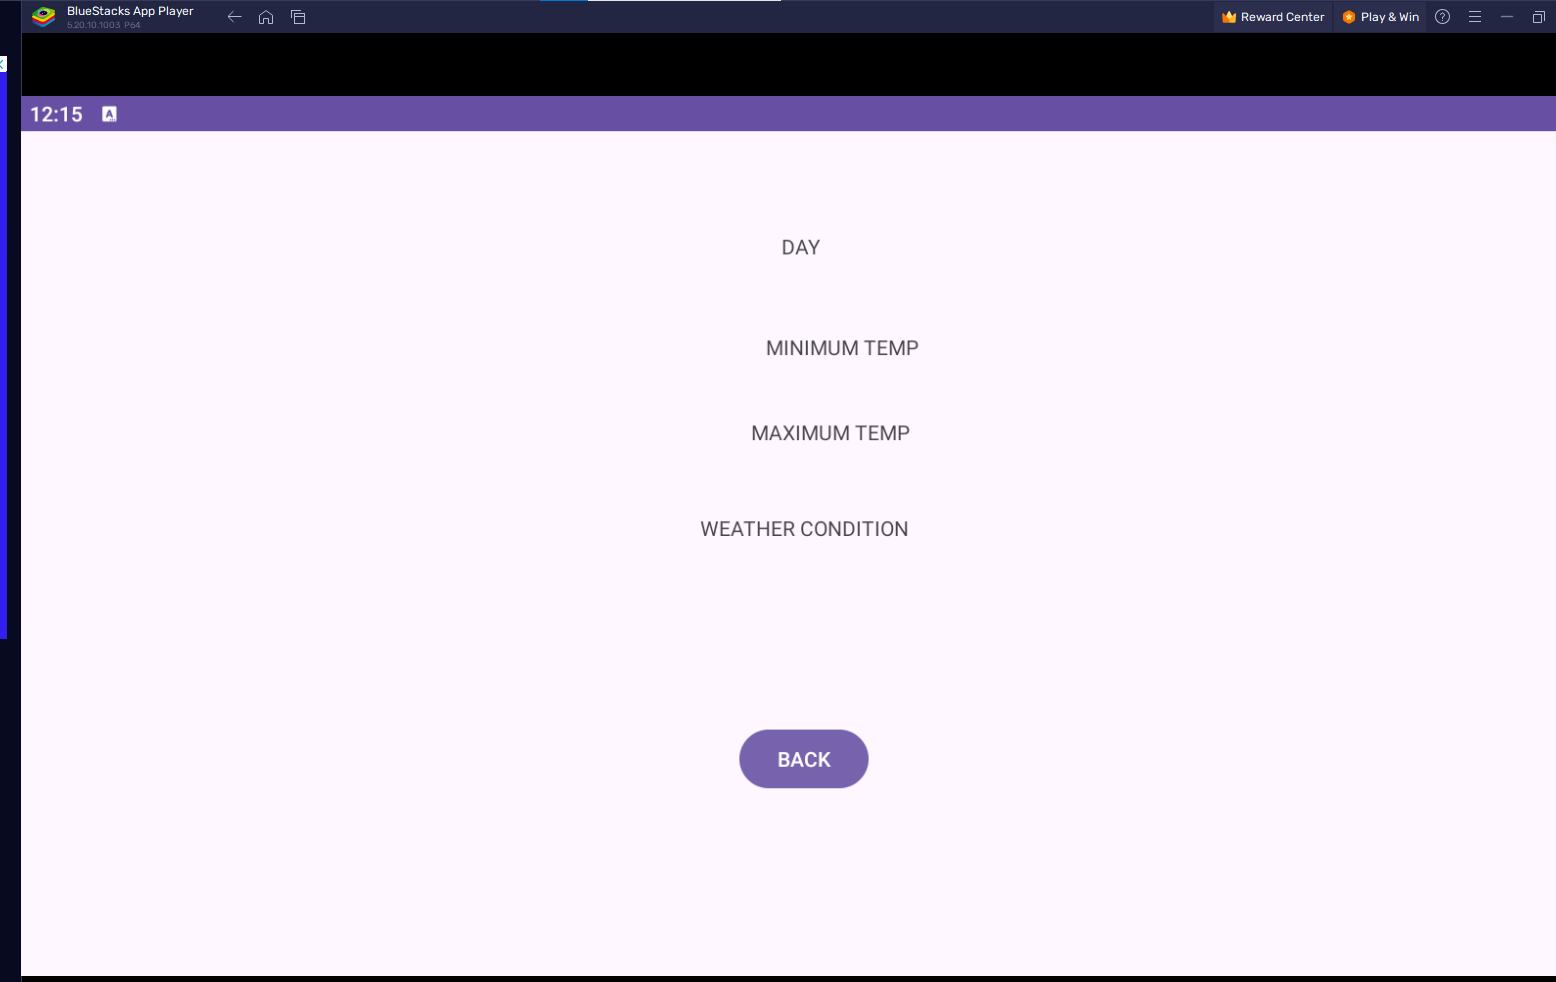 BlueStacks App Player
5.20.10.1003 P64
Reward Center
Play & Win
12:15
DAY
MINIMUM TEMP
MAXIMUM TEMP
WEATHER CONDITION
BACK